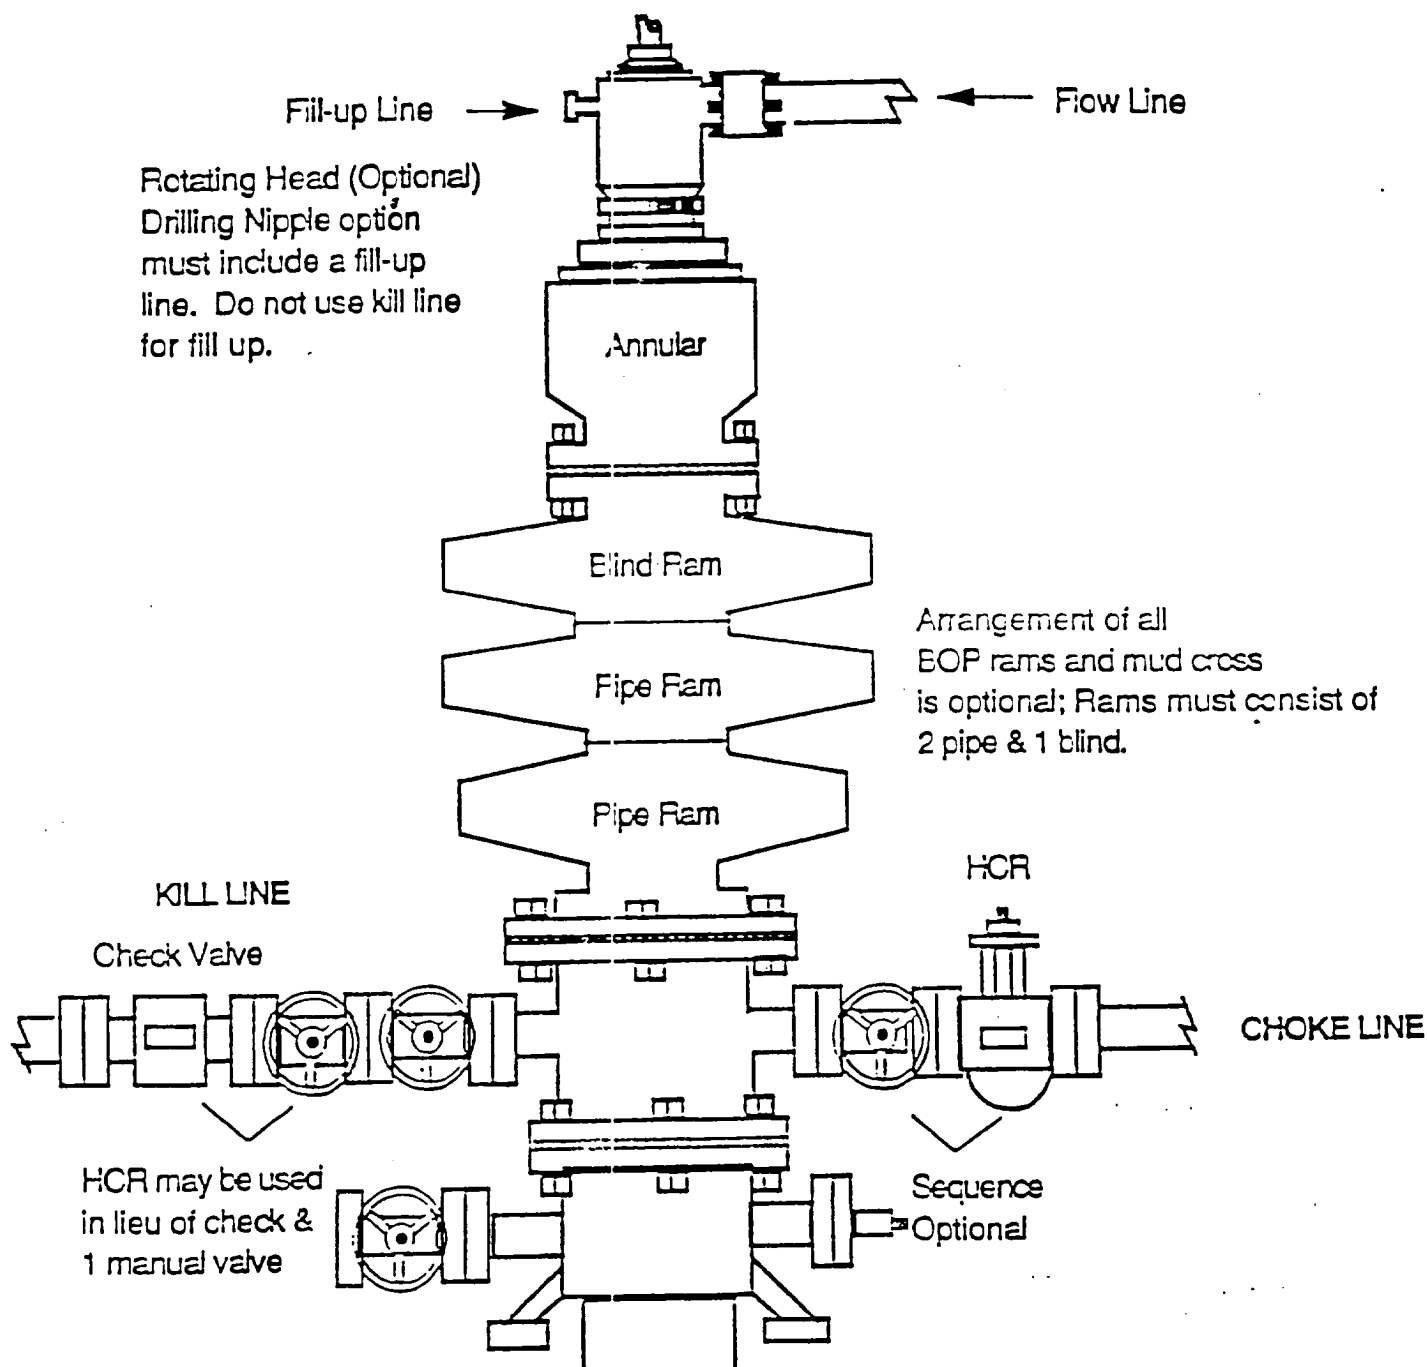 Fill-up Line
Flow Line
Rotating Head (Optional)
Drilling Nipple option
must include a fill-up
line. Do not use kill line
for fill up.
Annular
Blind Ram
Arrangement of all
BOP rams and mud cross
is optional; Rams must consist of
2 pipe & 1 blind.
Pipe Ram
Pipe Ram
HCR
KILL LINE
Check Valve
CHOKE LINE
HCR may be used
in lieu of check &
1 manual valve
Sequence
Optional